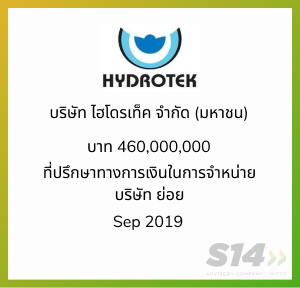 HYDROTEK
บริษัท ไฮโดรเท็ค จำกัด (มหาชน)
บาท 460,000,000
ที่ปรึกษาทางการเงินในการจำหน่าย
บริษัท ย่อย
Sep 2019
S14
ADVISORY COMPANY LIMITED